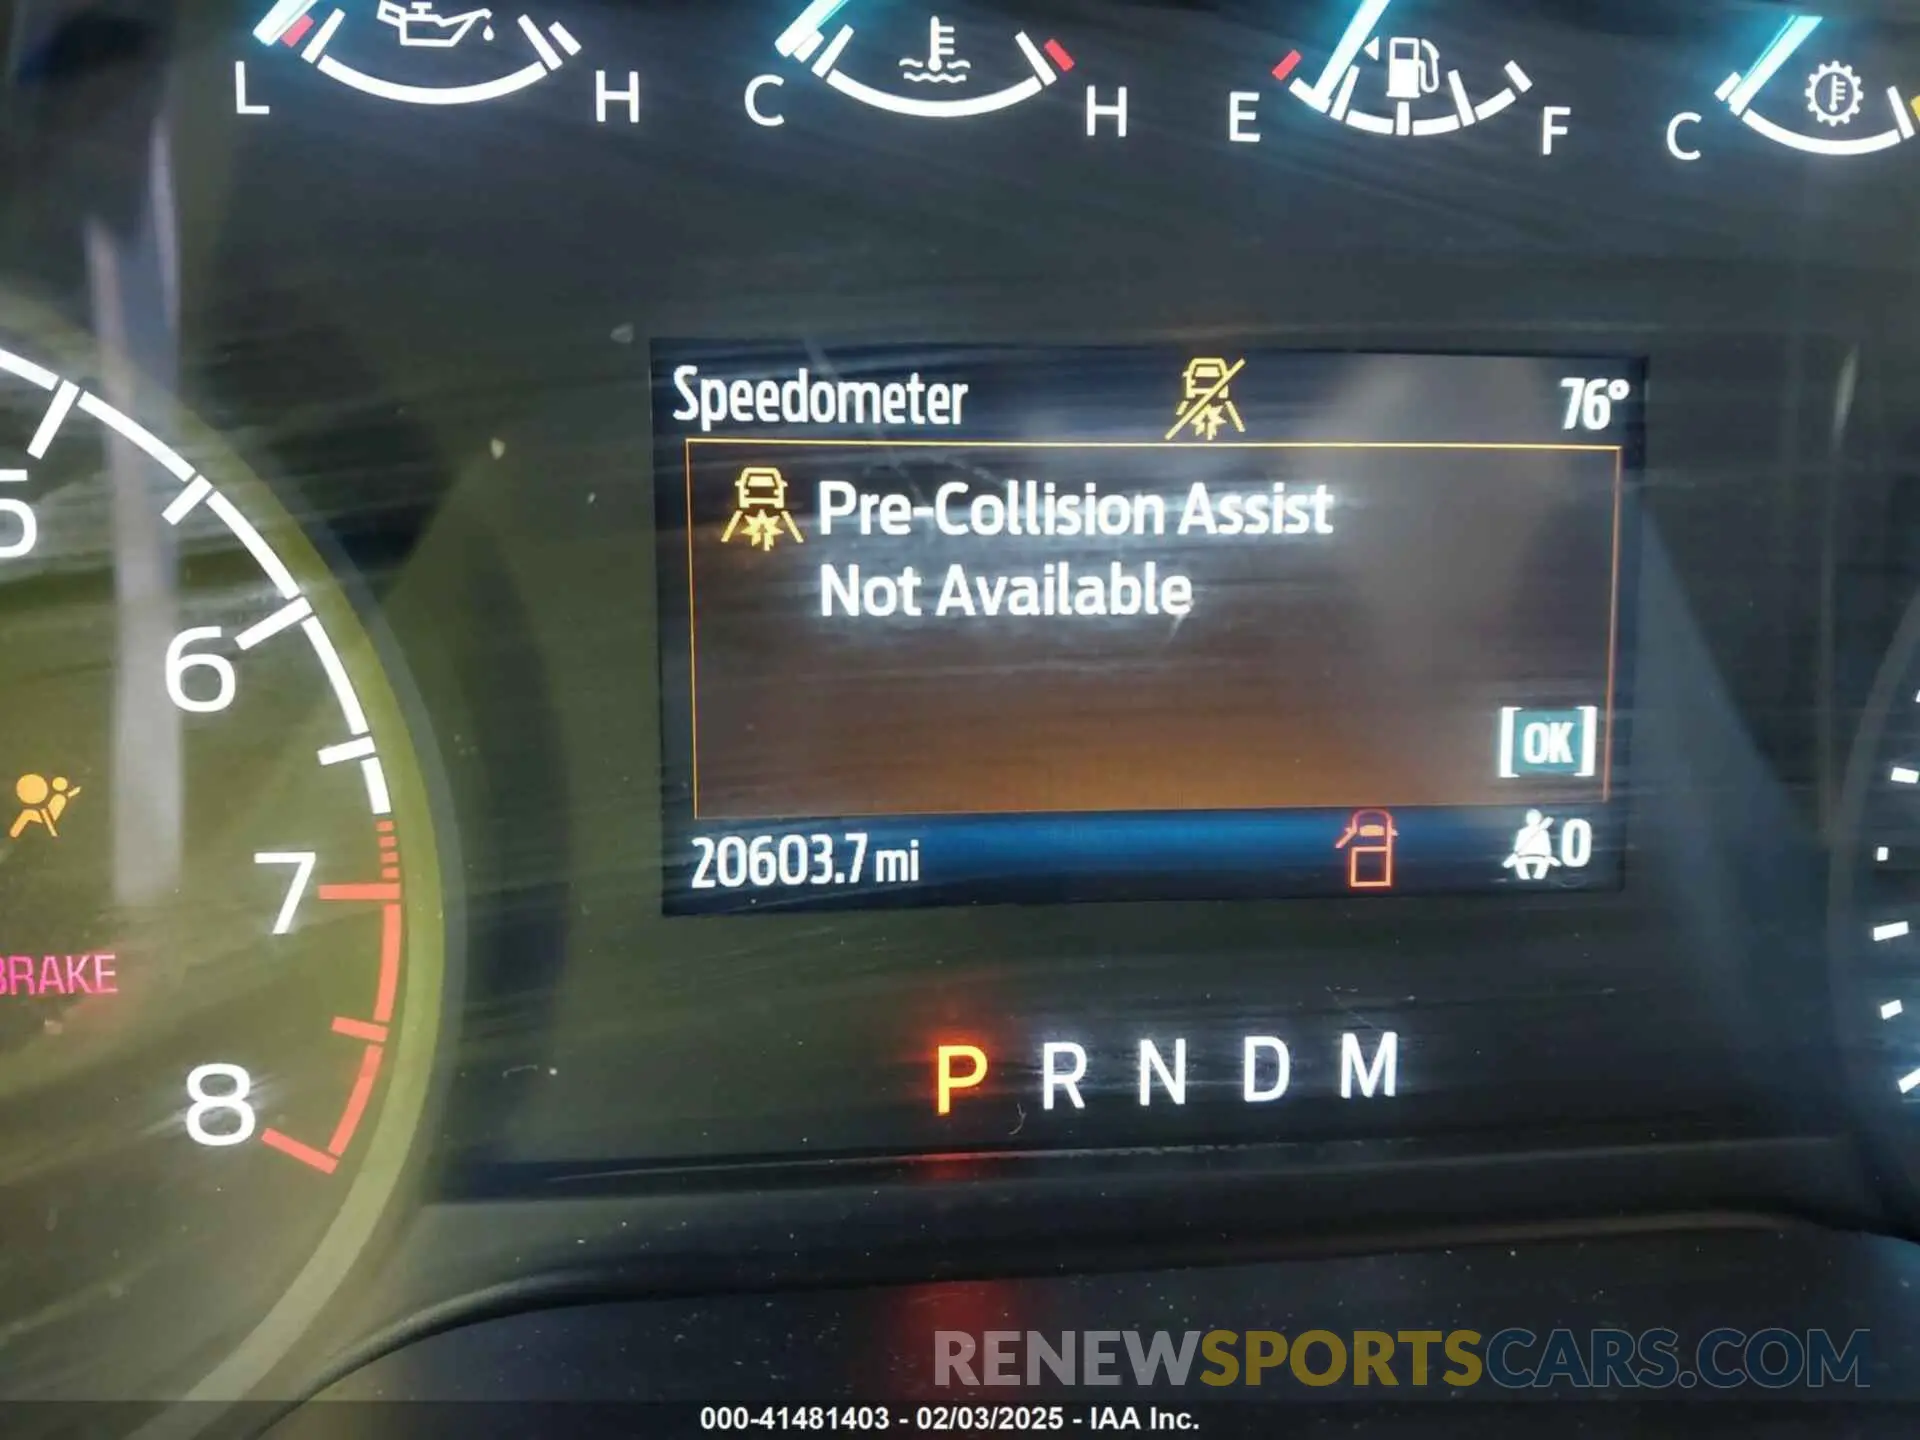 L H C H E F C
Speedometer 76°
Pre-Collision Assist
Not Available
OK
20603.7 mi 0
5
6
7
BRAKE
8
P R N D M
RENEWSPORTSCARS.COM
000-41481403 - 02/03/2025 - IAA Inc.